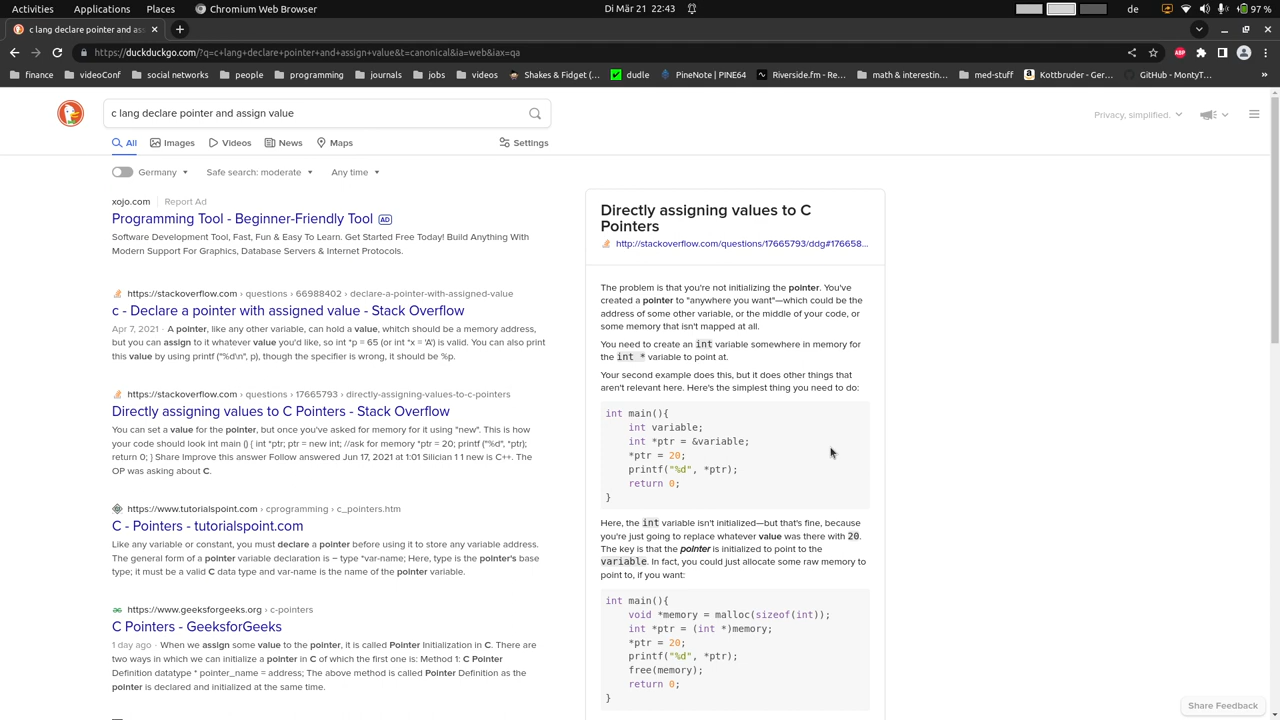 Activities Applications Places Chromium Web Browser Di Mär 21 22:43 de 97 %
c lang declare pointer and ass
https://duckduckgo.com/?q=c+lang+declare+pointer+and+assign+value&t=canonical&ia=web&iax=qa
finance videoConf social networks people programming journals jobs videos Shakes & Fidget (... dudle PineNote | PINE64 Riverside.fm - Re... math & interestin... med-stuff Kottbruder - Ger... GitHub - MontyT... »
c lang declare pointer and assign value
Privacy, simplified.
All Images Videos News Maps Settings
Germany Safe search: moderate Any time
xojo.com Report Ad
Programming Tool - Beginner-Friendly Tool AD
Software Development Tool, Fast, Fun & Easy To Learn. Get Started Free Today! Build Anything With
Modern Support For Graphics, Database Servers & Internet Protocols.
https://stackoverflow.com › questions › 66988402 › declare-a-pointer-with-assigned-value
c - Declare a pointer with assigned value - Stack Overflow
Apr 7, 2021 · A pointer, like any other variable, can hold a value, whitch should be a memory address,
but you can assign to it whatever value you'd like, so int *p = 65 (or int *x = 'A') is valid. You can also print
this value by using printf ("%d\n", p), though the specifier is wrong, it should be %p.
https://stackoverflow.com › questions › 17665793 › directly-assigning-values-to-c-pointers
Directly assigning values to C Pointers - Stack Overflow
You can set a value for the pointer, but once you've asked for memory for it using "new". This is how
your code should look int main () { int *ptr; ptr = new int; //ask for memory *ptr = 20; printf ("%d", *ptr);
return 0; } Share Improve this answer Follow answered Jun 17, 2021 at 1:01 Silician 1 1 new is C++. The
OP was asking about C.
https://www.tutorialspoint.com › cprogramming › c_pointers.htm
C - Pointers - tutorialspoint.com
Like any variable or constant, you must declare a pointer before using it to store any variable address.
The general form of a pointer variable declaration is − type *var-name; Here, type is the pointer's base
type; it must be a valid C data type and var-name is the name of the pointer variable.
https://www.geeksforgeeks.org › c-pointers
C Pointers - GeeksforGeeks
1 day ago · When we assign some value to the pointer, it is called Pointer Initialization in C. There are
two ways in which we can initialize a pointer in C of which the first one is: Method 1: C Pointer
Definition datatype * pointer_name = address; The above method is called Pointer Definition as the
pointer is declared and initialized at the same time.
Directly assigning values to C
Pointers
http://stackoverflow.com/questions/17665793/ddg#176658...
The problem is that you're not initializing the pointer. You've
created a pointer to "anywhere you want"—which could be the
address of some other variable, or the middle of your code, or
some memory that isn't mapped at all.
You need to create an int variable somewhere in memory for
the int * variable to point at.
Your second example does this, but it does other things that
aren't relevant here. Here's the simplest thing you need to do:
int main(){
int variable;
int *ptr = &variable;
*ptr = 20;
printf("%d", *ptr);
return 0;
}
Here, the int variable isn't initialized—but that's fine, because
you're just going to replace whatever value was there with 20.
The key is that the pointer is initialized to point to the
variable. In fact, you could just allocate some raw memory to
point to, if you want:
int main(){
void *memory = malloc(sizeof(int));
int *ptr = (int *)memory;
*ptr = 20;
printf("%d", *ptr);
free(memory);
return 0;
}
Share Feedback